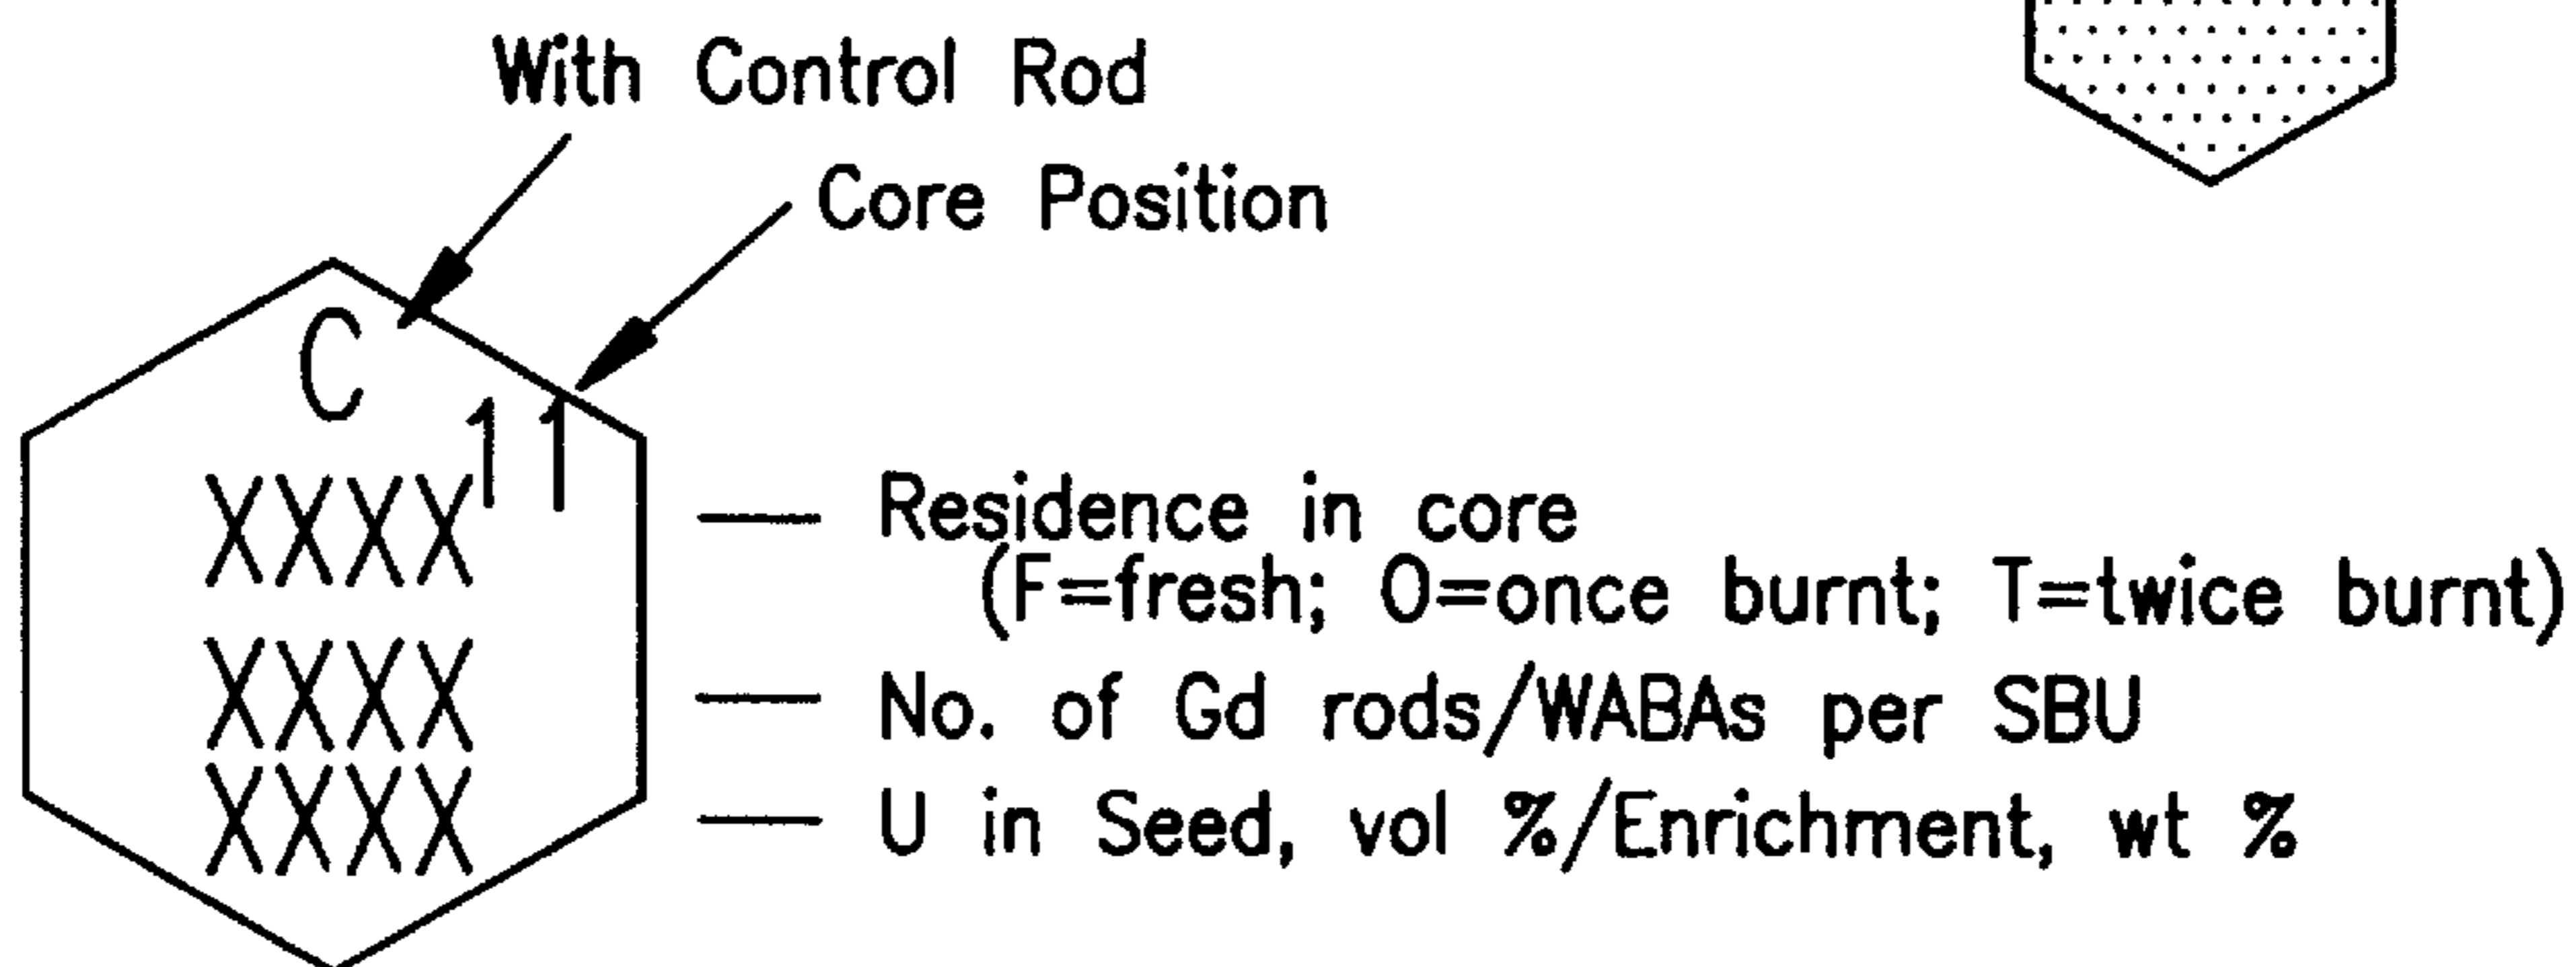 With Control Rod
Core Position
C
11
XXXX — Residence in core
(F=fresh; O=once burnt; T=twice burnt)
XXXX — No. of Gd rods/WABAs per SBU
XXXX — U in Seed, vol %/Enrichment, wt %